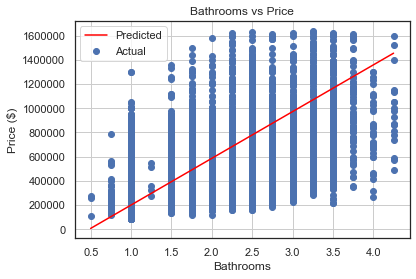 Bathrooms vs Price
Predicted
Actual
Price ($)
1600000
1400000
1200000
1000000
800000
600000
400000
200000
0
0.5 1.0 1.5 2.0 2.5 3.0 3.5 4.0
Bathrooms